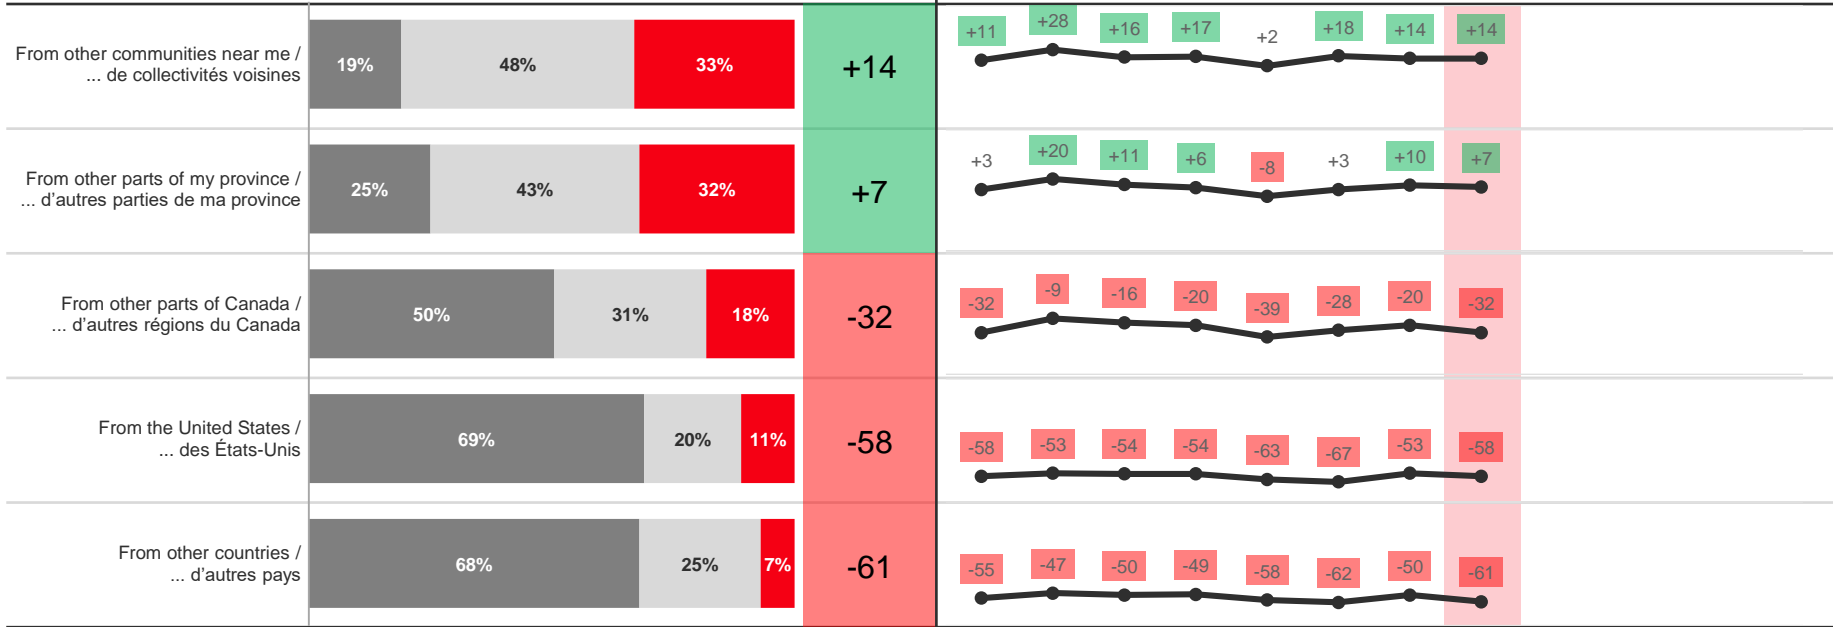 From other communities near me /
... de collectivités voisines
19% 48% 33% +14 +11 +28 +16 +17 +2 +18 +14 +14
From other parts of my province /
... d'autres parties de ma province
25% 43% 32% +7 +3 +20 +11 +6 -8 +3 +10 +7
From other parts of Canada /
... d'autres régions du Canada
50% 31% 18% -32 -32 -9 -16 -20 -39 -28 -20 -32
From the United States /
... des États-Unis
69% 20% 11% -58 -58 -53 -54 -54 -63 -67 -53 -58
From other countries /
... d'autres pays
68% 25% 7% -61 -55 -47 -50 -49 -58 -62 -50 -61